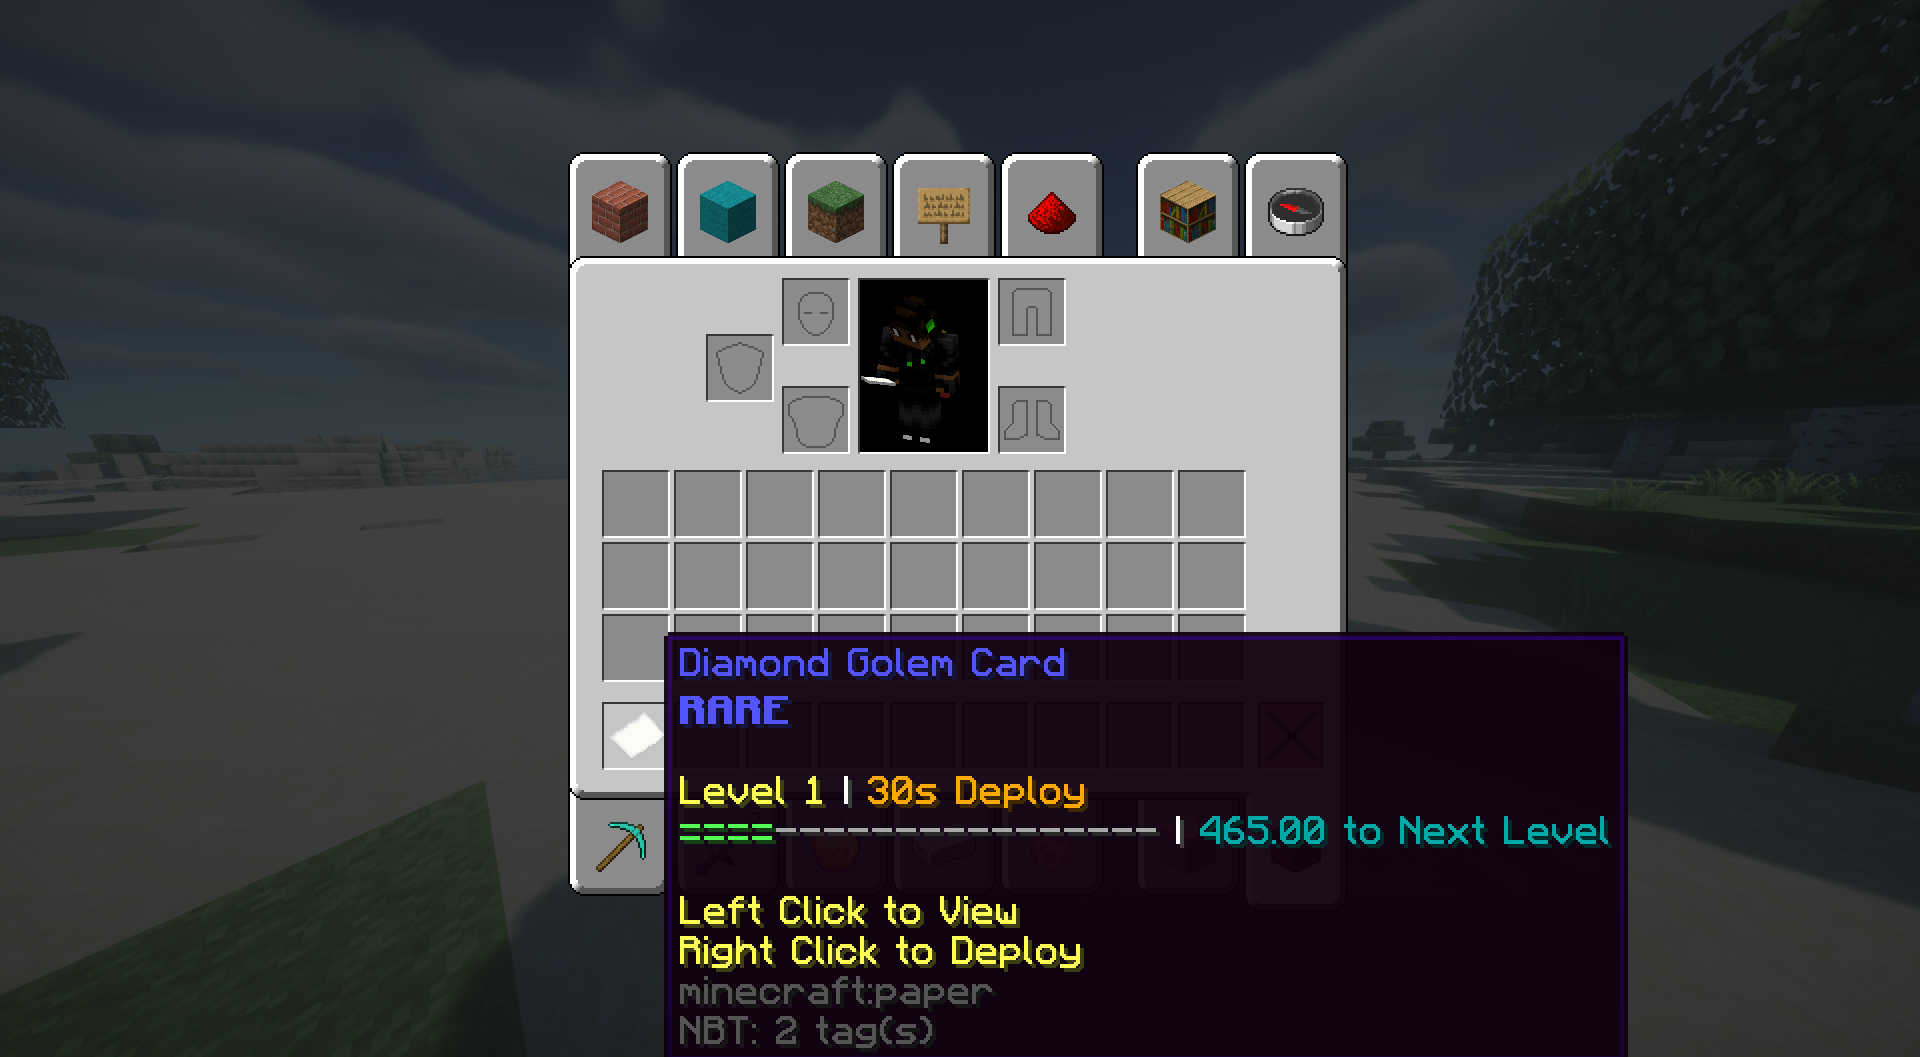 Diamond Golem Card
RARE
Level 1 | 30s Deploy
====---------------- | 465.00 to Next Level
Left Click to View
Right Click to Deploy
minecraft:paper
NBT: 2 tag(s)